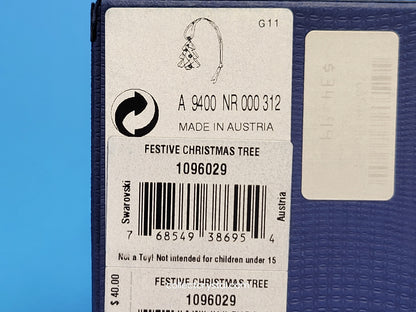 G11
A 9400 NR 000 312
MADE IN AUSTRIA
FESTIVE CHRISTMAS TREE
1096029
Swarovski
Austria
7 68549 38695 4
Not a Toy! Not intended for children under 15
$ 40.00
FESTIVE CHRISTMAS TREE
1096029